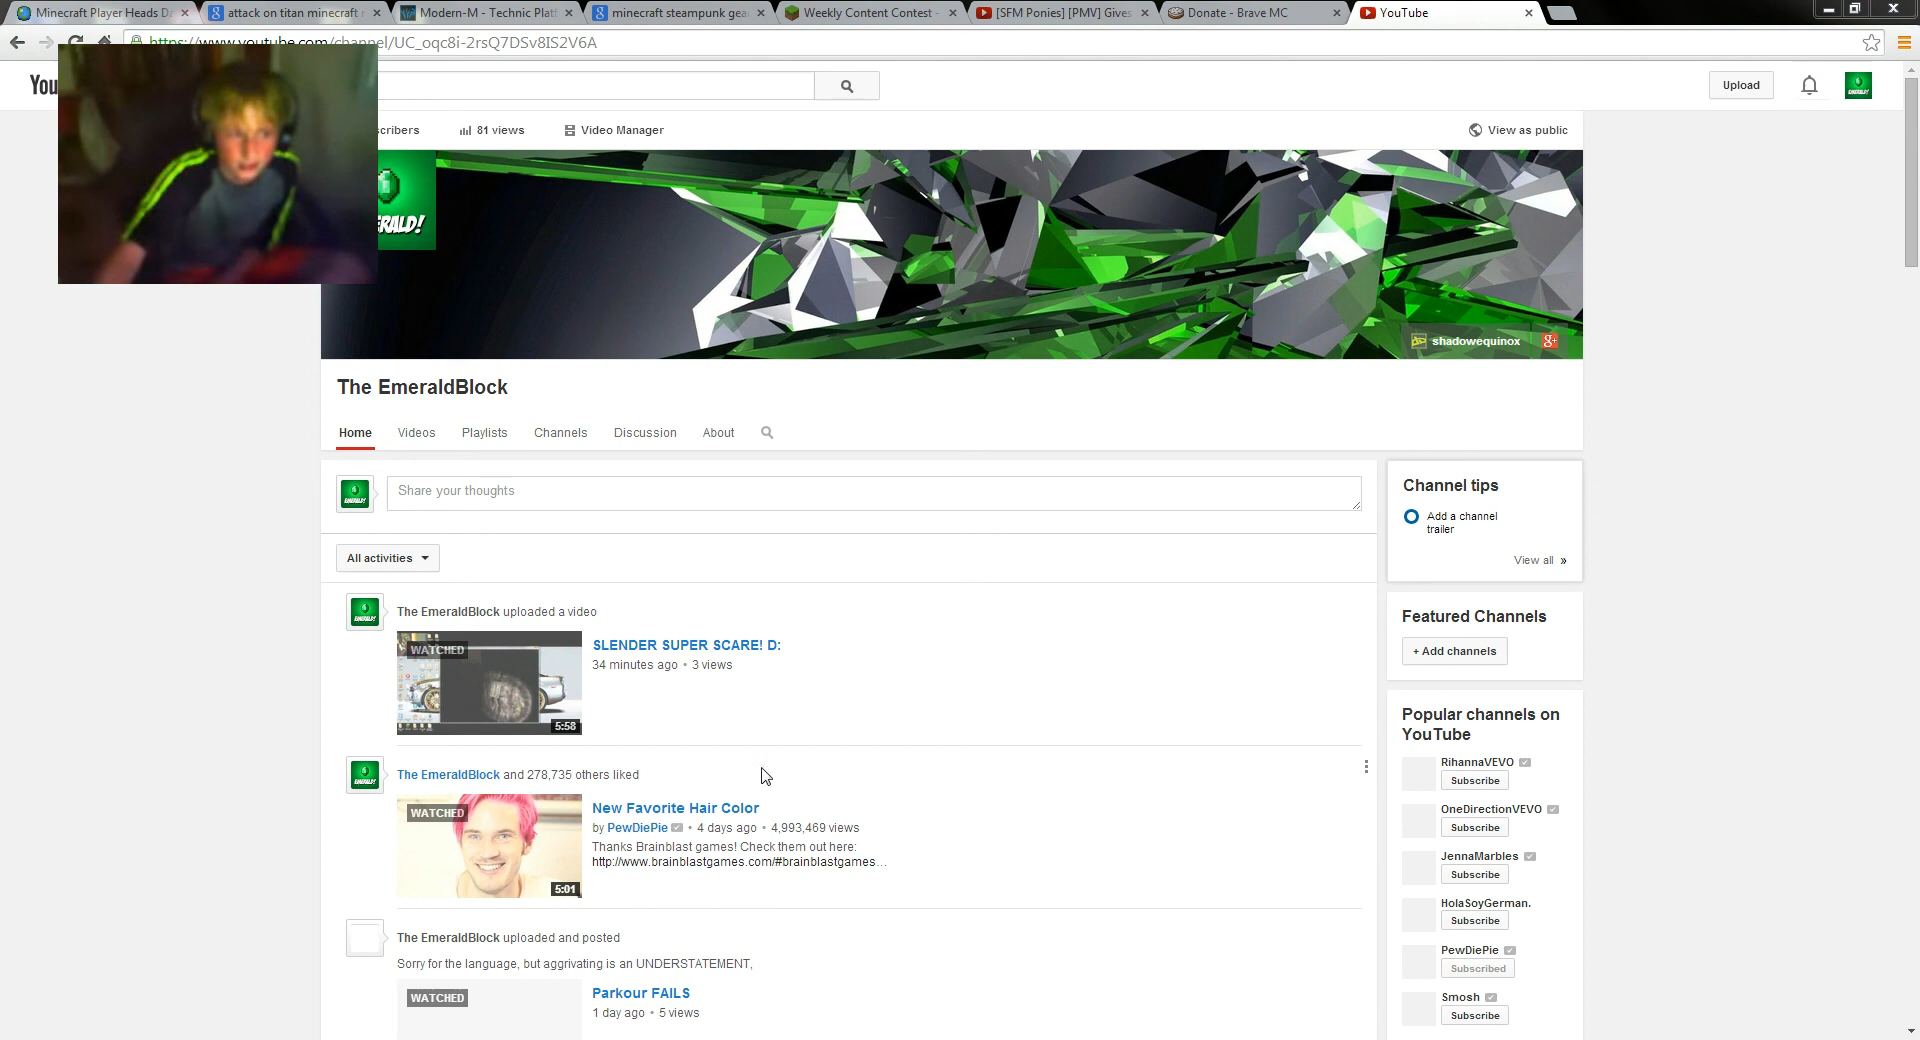 Minecraft Player Heads Da
attack on titan minecraft
Modern-M - Technic Plat
minecraft steampunk gea
Weekly Content Contest -
[SFM Ponies] [PMV] Gives
Donate - Brave MC
YouTube
https://www.youtube.com/channel/UC_oqc8i-2rsQ7DSv8IS2V6A
You
Upload
EMERALD!
cribers
81 views
Video Manager
View as public
ERALD!
shadowequinox
g+
The EmeraldBlock
Home
Videos
Playlists
Channels
Discussion
About
EMERALD!
Share your thoughts
All activities
EMERALD!
The EmeraldBlock uploaded a video
WATCHED
5:58
SLENDER SUPER SCARE! D:
34 minutes ago • 3 views
EMERALD!
The EmeraldBlock and 278,735 others liked
WATCHED
5:01
New Favorite Hair Color
by PewDiePie • 4 days ago • 4,993,469 views
Thanks Brainblast games! Check them out here:
http://www.brainblastgames.com/#brainblastgames...
The EmeraldBlock uploaded and posted
Sorry for the language, but aggrivating is an UNDERSTATEMENT,
WATCHED
Parkour FAILS
1 day ago • 5 views
Channel tips
Add a channel
trailer
View all »
Featured Channels
+ Add channels
Popular channels on
YouTube
RihannaVEVO
Subscribe
OneDirectionVEVO
Subscribe
JennaMarbles
Subscribe
HolaSoyGerman.
Subscribe
PewDiePie
Subscribed
Smosh
Subscribe